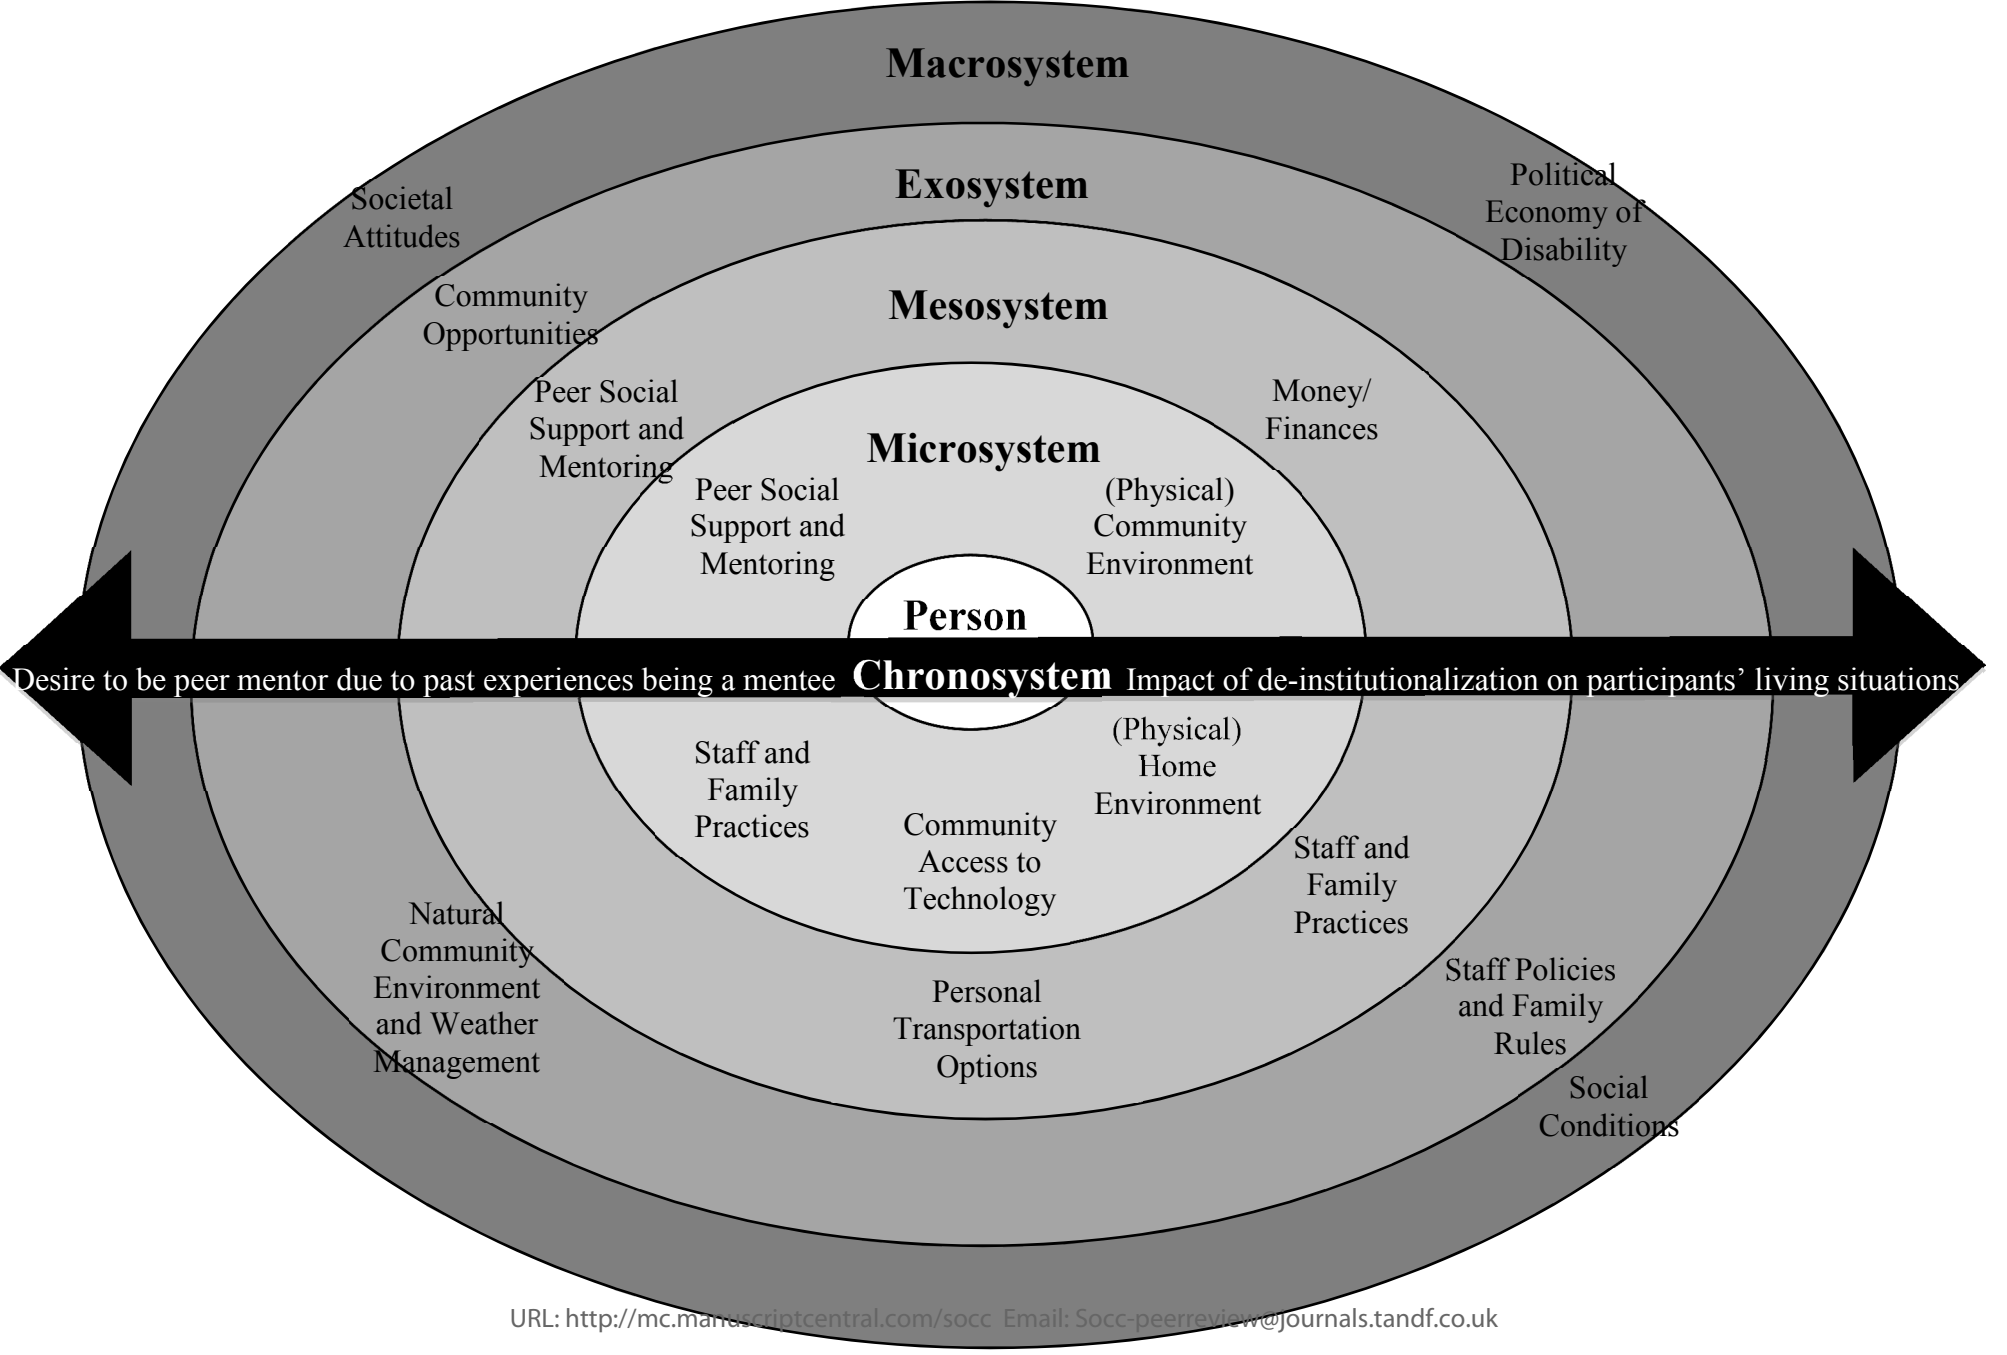 Macrosystem
Societal
Attitudes
Political
Economy of
Disability
Exosystem
Community
Opportunities
Mesosystem
Peer Social
Support and
Mentoring
Money/
Finances
Microsystem
Peer Social
Support and
Mentoring
(Physical)
Community
Environment
Person
Desire to be peer mentor due to past experiences being a mentee Chronosystem Impact of de-institutionalization on participants’ living situations
Staff and
Family
Practices
(Physical)
Home
Environment
Community
Access to
Technology
Staff and
Family
Practices
Natural
Community
Environment
and Weather
Management
Personal
Transportation
Options
Staff Policies
and Family
Rules
Social
Conditions
URL: http://mc.manuscriptcentral.com/socc Email: Socc-peerreview@journals.tandf.co.uk